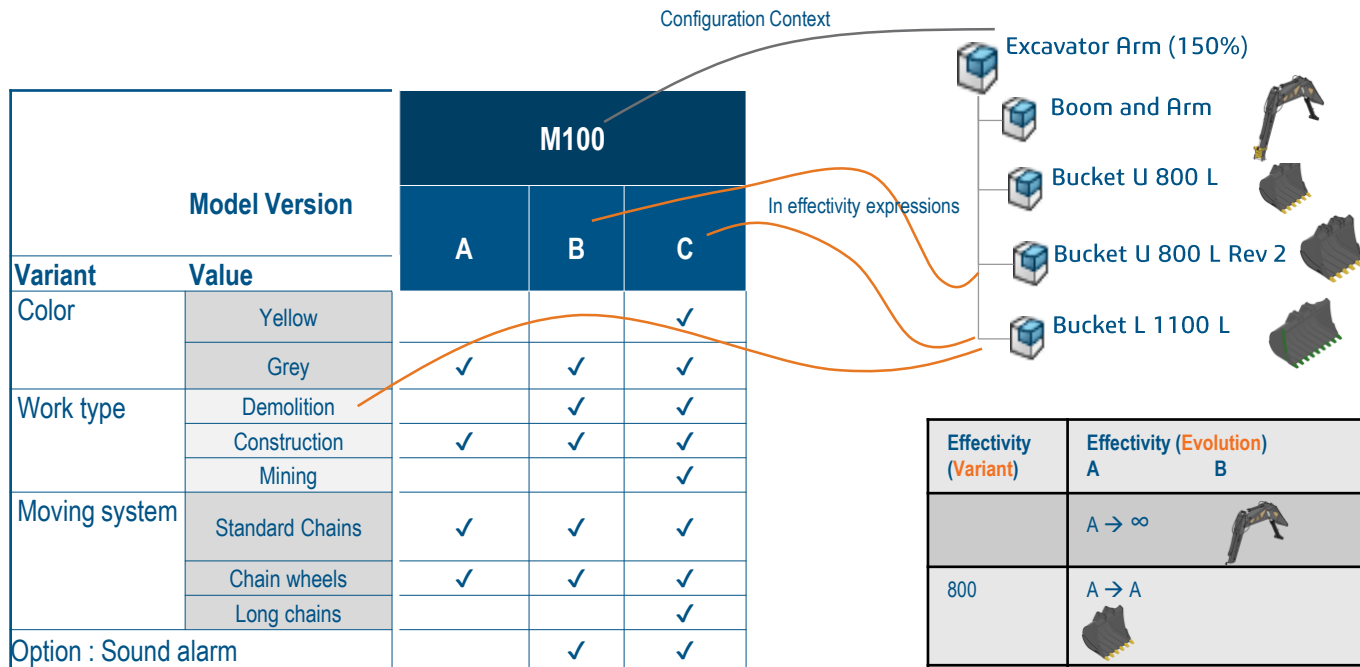 Configuration Context
Excavator Arm (150%)
Boom and Arm
Bucket U 800 L
Bucket U 800 L Rev 2
Bucket L 1100 L
In effectivity expressions
M100
Model Version
A B C
Variant Value
Color Yellow ✓
Grey ✓ ✓ ✓
Work type Demolition ✓ ✓
Construction ✓ ✓ ✓
Mining ✓
Moving system Standard Chains ✓ ✓ ✓
Chain wheels ✓ ✓ ✓
Long chains ✓
Option : Sound alarm ✓ ✓
Effectivity (Variant)
Effectivity (Evolution)
A B
A → ∞
800 A → A